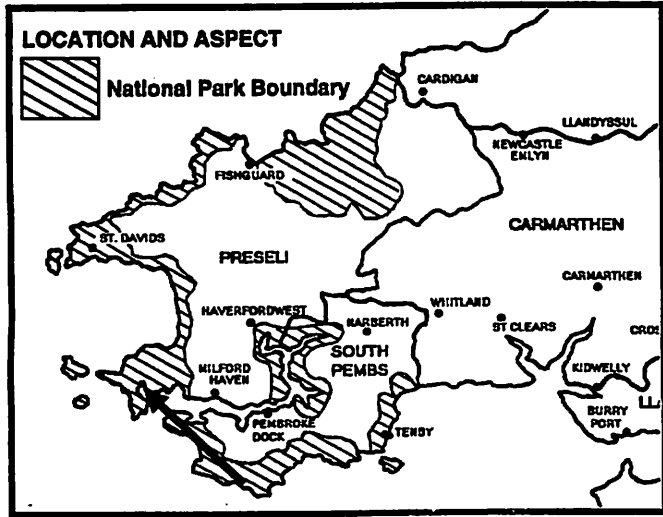 LOCATION AND ASPECT
National Park Boundary
CARDIGAN
LLANDYSSUL
NEWCASTLE
EMLYN
FISHGUARD
CARMARTHEN
ST. DAVIDS
PRESELI
CARMARTHEN
HAVERFORDWEST
NARBERTH
WHITLAND
ST CLEARS
CROS
SOUTH
PEMBS
MILFORD
HAVEN
KIDWELLY
PEMBROKE
DOCK
TENBY
BURRY
PORT